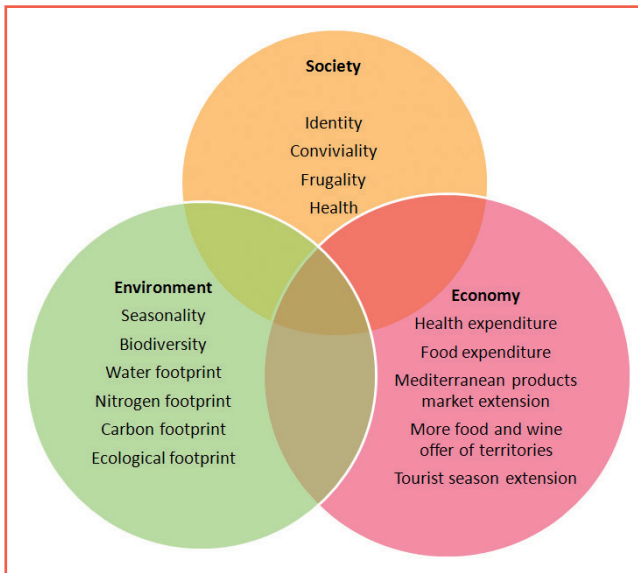 Society
Identity
Conviviality
Frugality
Health
Environment
Seasonality
Biodiversity
Water footprint
Nitrogen footprint
Carbon footprint
Ecological footprint
Economy
Health expenditure
Food expenditure
Mediterranean products
market extension
More food and wine
offer of territories
Tourist season extension